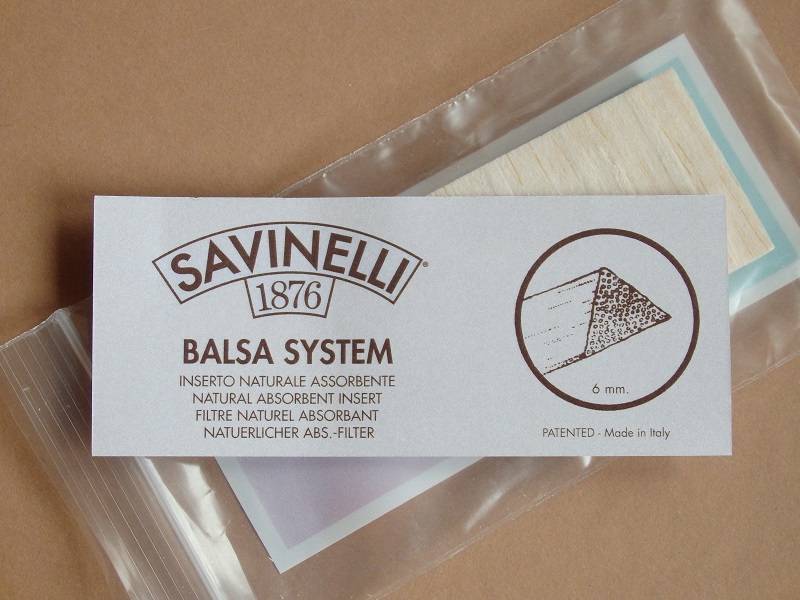 SAVINELLI®
1876
BALSA SYSTEM
INSERTO NATURALE ASSORBENTE
NATURAL ABSORBENT INSERT
FILTRE NATUREL ABSORBANT
NATUERLICHER ABS.-FILTER
6 mm.
PATENTED - Made in Italy